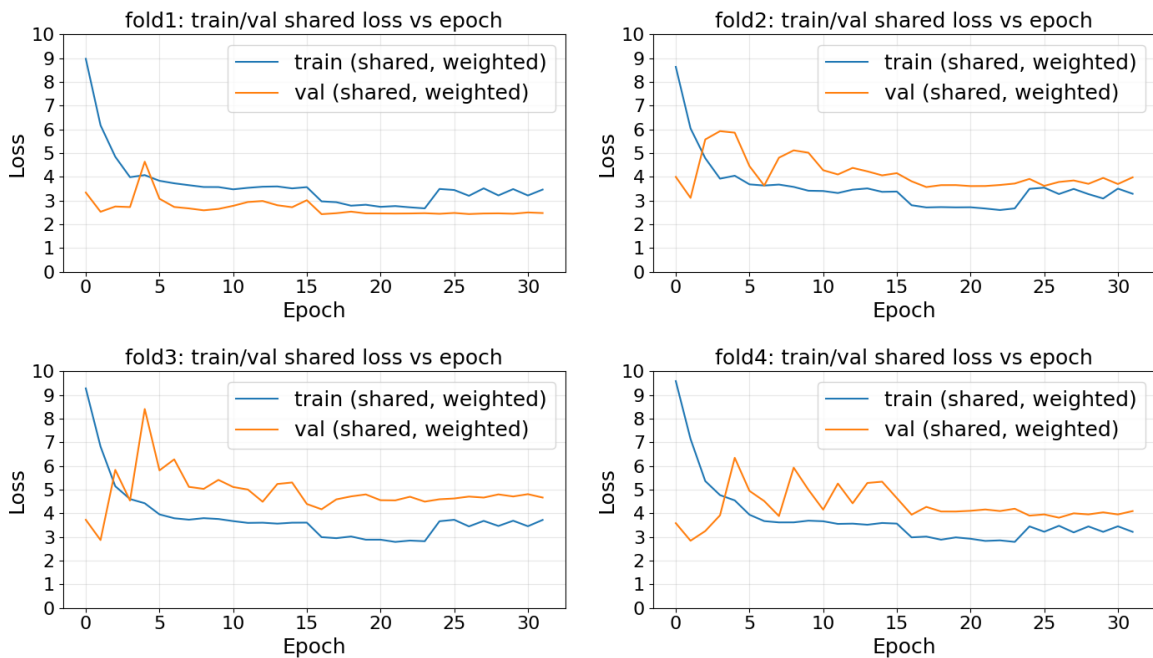 fold1: train/val shared loss vs epoch
10
9
8
7
6
5
4
3
2
1
0
Loss
train (shared, weighted)
val (shared, weighted)
0 5 10 15 20 25 30
Epoch
fold2: train/val shared loss vs epoch
10
9
8
7
6
5
4
3
2
1
0
Loss
train (shared, weighted)
val (shared, weighted)
0 5 10 15 20 25 30
Epoch
fold3: train/val shared loss vs epoch
10
9
8
7
6
5
4
3
2
1
0
Loss
train (shared, weighted)
val (shared, weighted)
0 5 10 15 20 25 30
Epoch
fold4: train/val shared loss vs epoch
10
9
8
7
6
5
4
3
2
1
0
Loss
train (shared, weighted)
val (shared, weighted)
0 5 10 15 20 25 30
Epoch